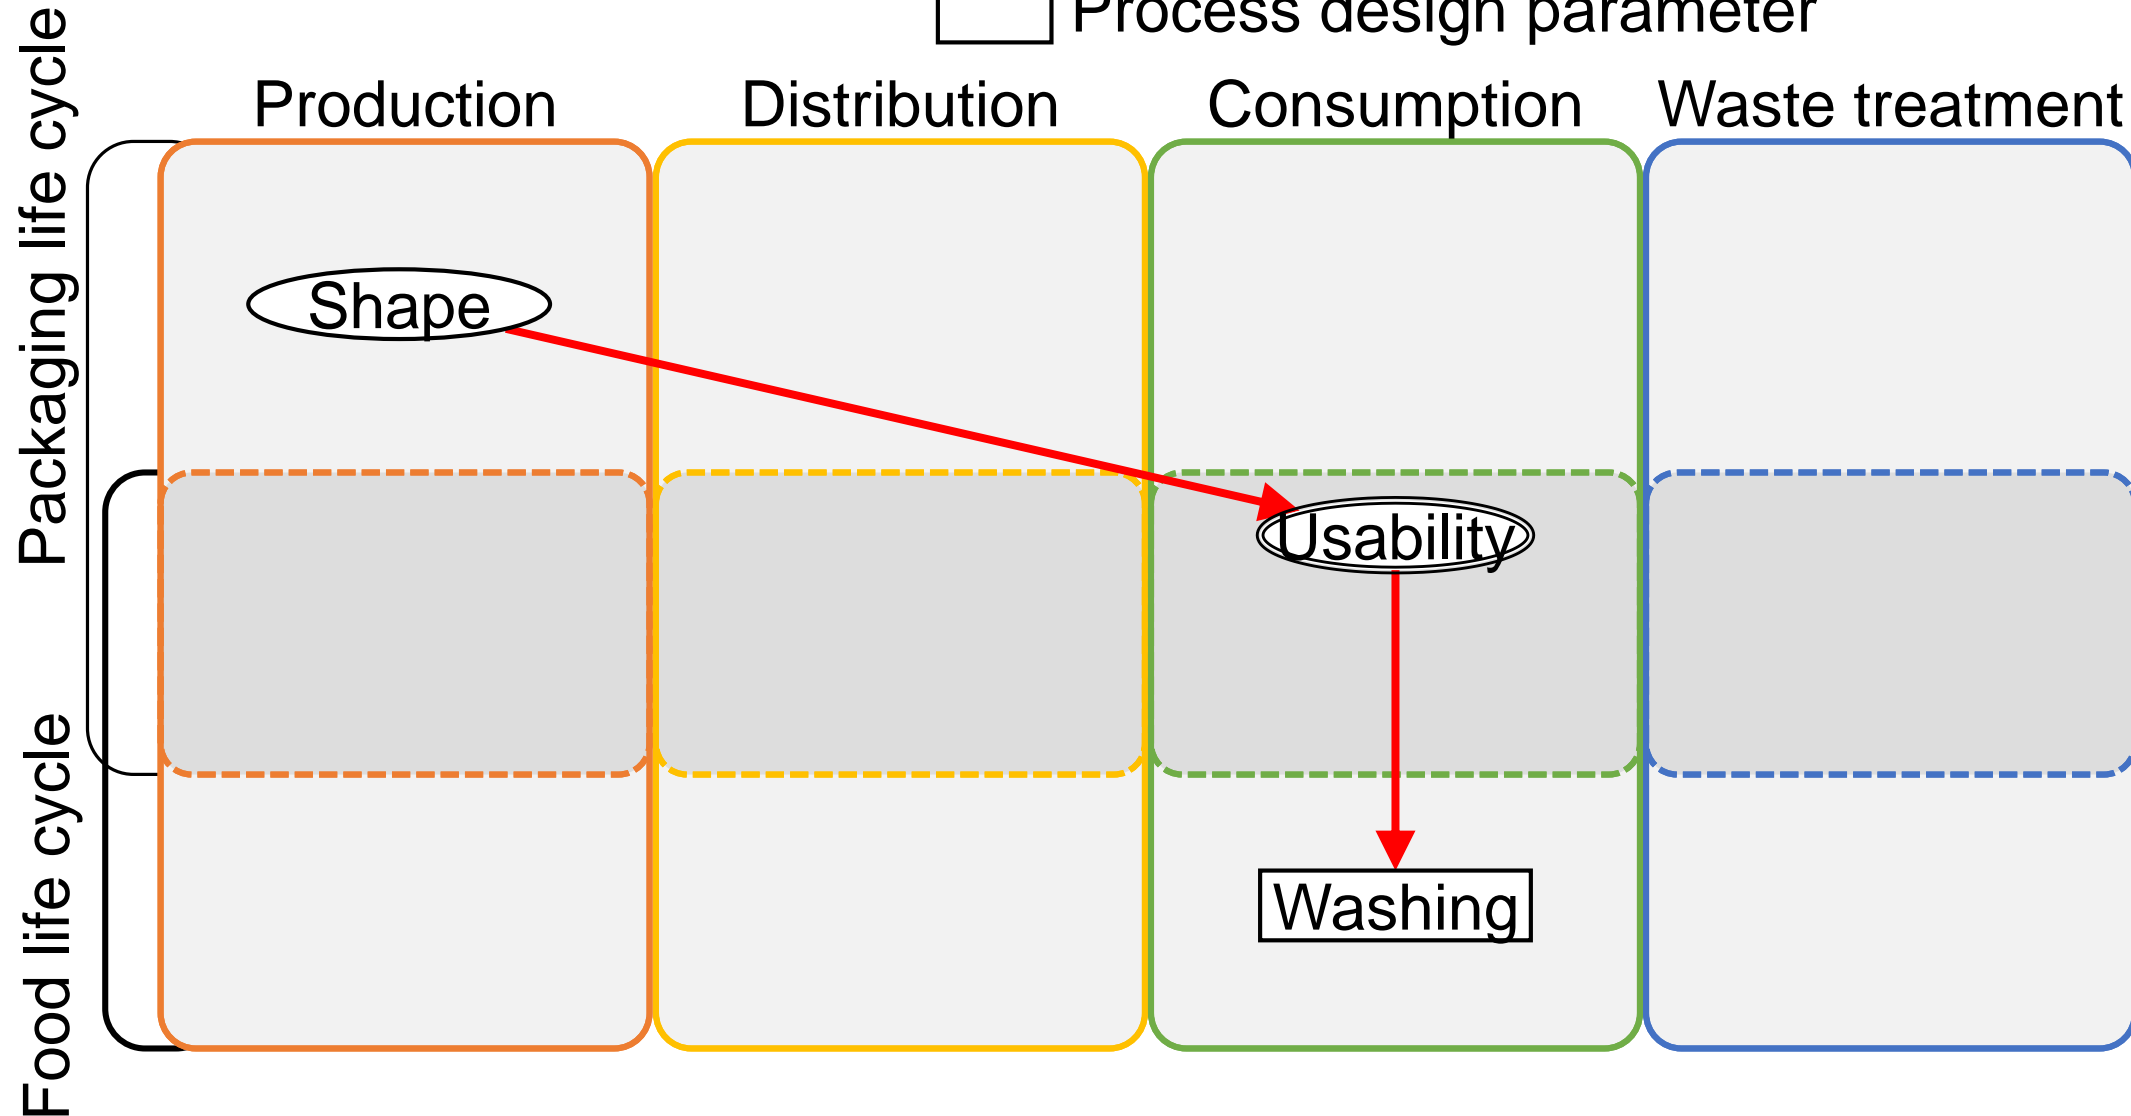 Process design parameter
Production
Distribution
Consumption
Waste treatment
Packaging life cycle
Shape
Usability
Food life cycle
Washing